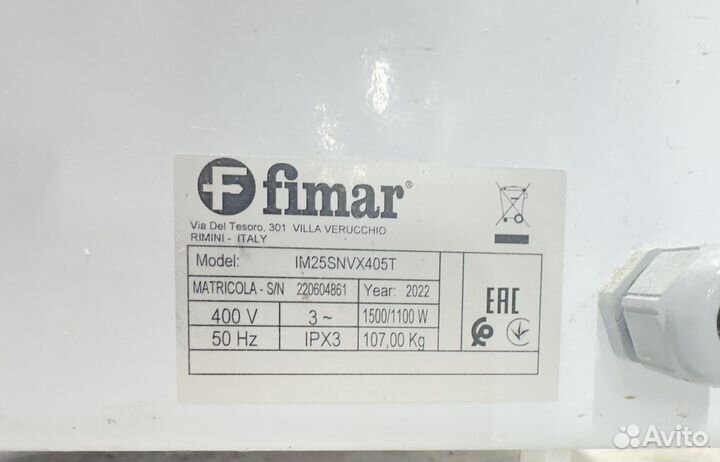 fimar®
Via Del Tesoro, 301 VILLA VERUCCHIO
RIMINI - ITALY
Model: IM25SNVX405T
MATRICOLA - S/N 220604861 Year: 2022
400 V 3~ 1500/1100 W
50 Hz IPX3 107,00 Kg
EAC
Avito